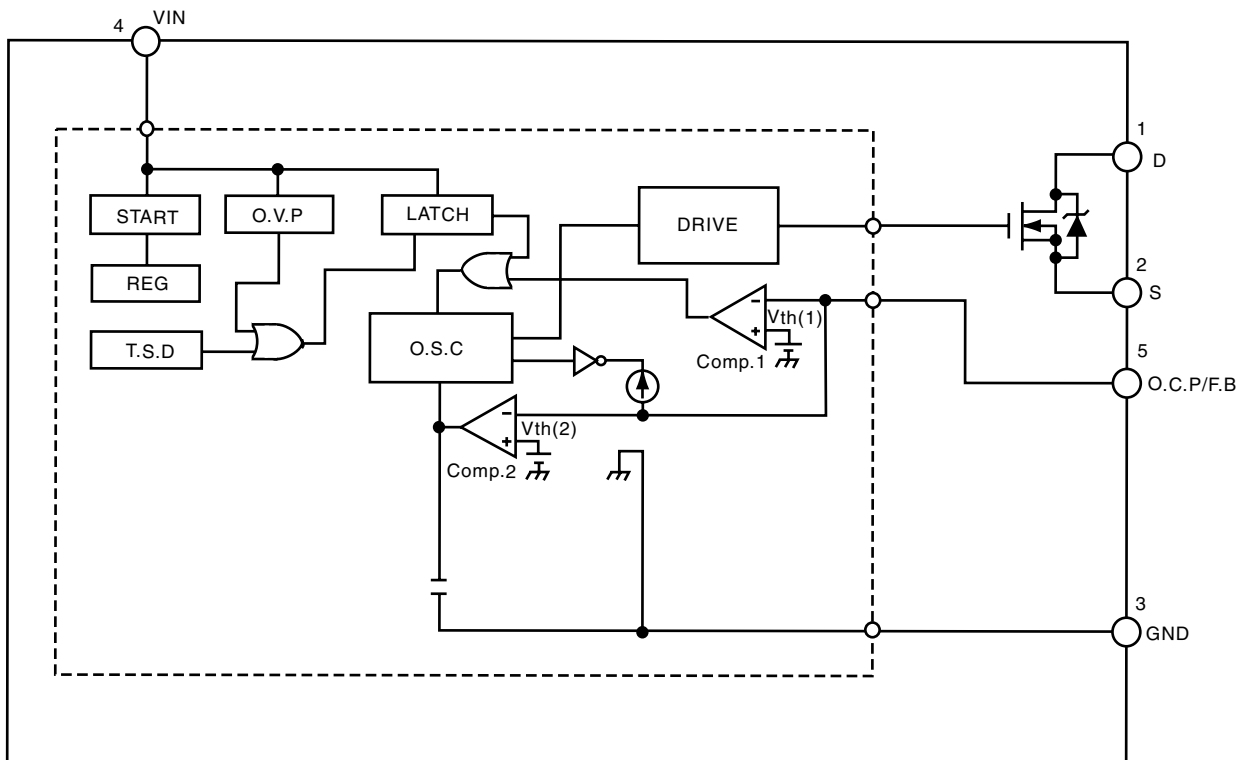 4 VIN
1
D
START
O.V.P
LATCH
DRIVE
REG
2
S
Vth(1)
T.S.D
O.S.C
Comp.1
5
O.C.P/F.B
Vth(2)
Comp.2
3
GND